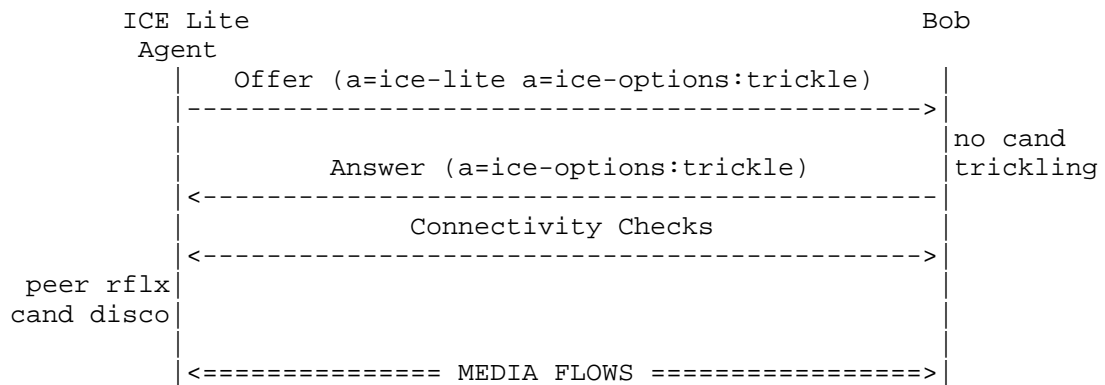 ICE Lite Bob
Agent
Offer (a=ice-lite a=ice-options:trickle)
no cand
Answer (a=ice-options:trickle) trickling
Connectivity Checks
peer rflx
cand disco
MEDIA FLOWS